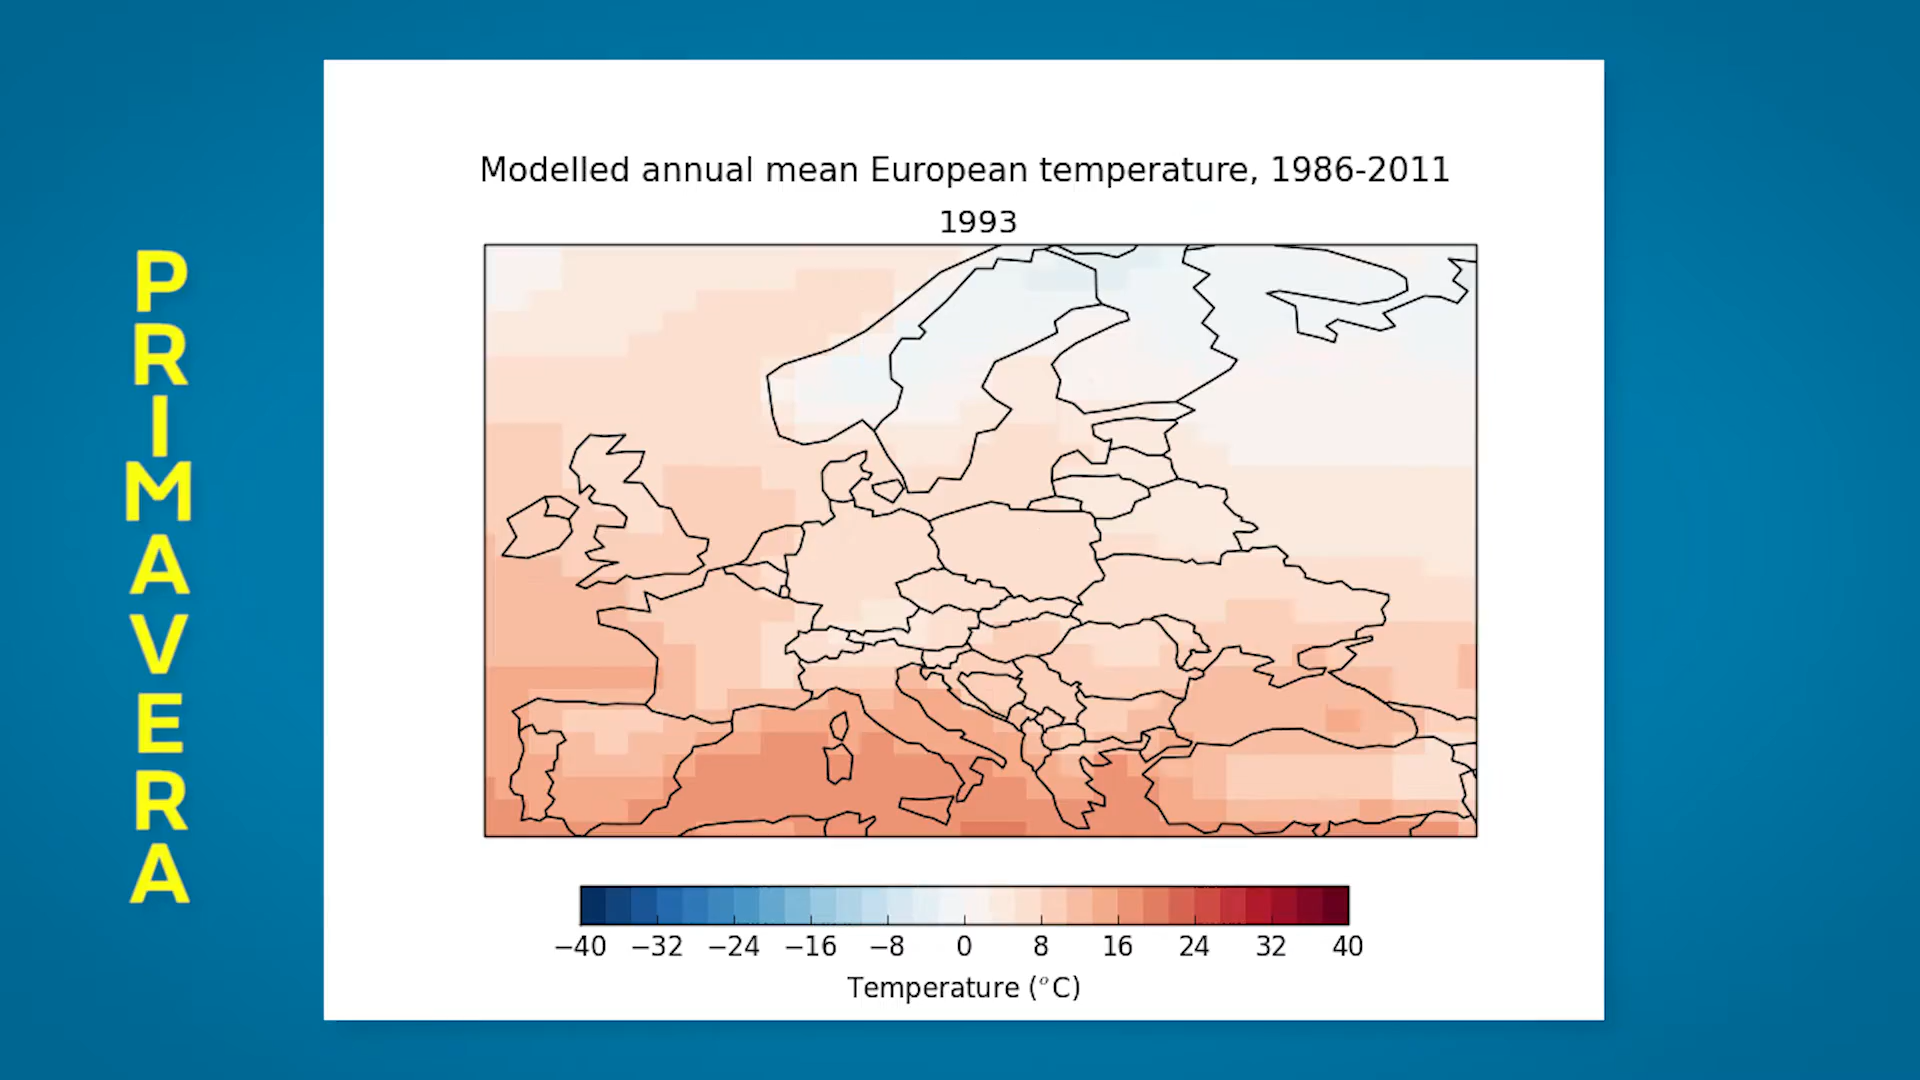 PRIMAVERA
Modelled annual mean European temperature, 1986-2011
1993
−40 −32 −24 −16 −8 0 8 16 24 32 40
Temperature (°C)